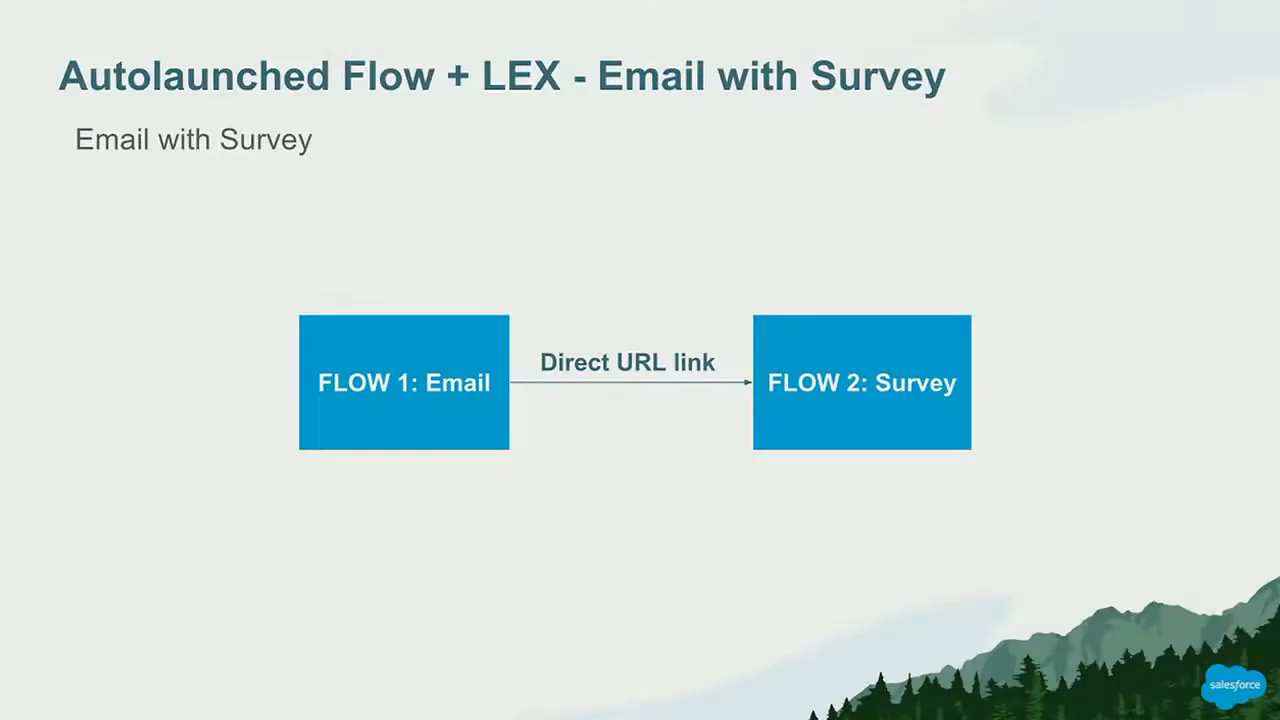 Autolaunched Flow + LEX - Email with Survey
Email with Survey
FLOW 1: Email
Direct URL link
FLOW 2: Survey
salesforce